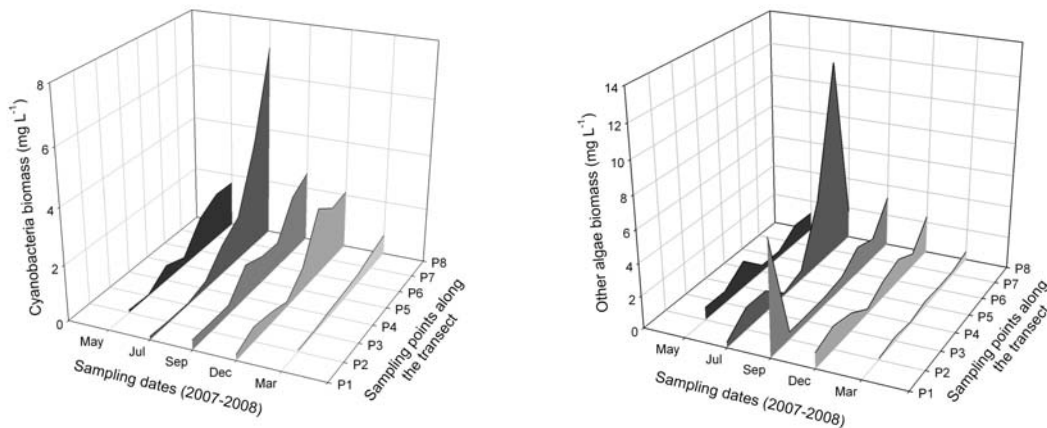 8
6
4
2
0
Cyanobacteria biomass (mg L⁻¹)
May
Jul
Sep
Dec
Mar
Sampling dates (2007-2008)
P8
P7
P6
P5
P4
P3
P2
P1
Sampling points along
the transect
14
12
10
8
6
4
2
0
Other algae biomass (mg L⁻¹)
May
Jul
Sep
Dec
Mar
Sampling dates (2007-2008)
P8
P7
P6
P5
P4
P3
P2
P1
Sampling points along
the transect